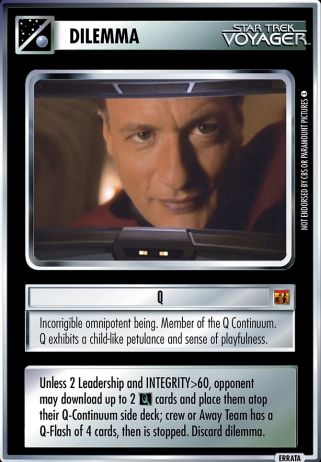 DILEMMA
STAR TREK
VOYAGER
NOT ENDORSED BY CBS OR PARAMOUNT PICTURES
Q
Incorrigible omnipotent being. Member of the Q Continuum.
Q exhibits a child-like petulance and sense of playfulness.
Unless 2 Leadership and INTEGRITY>60, opponent
may download up to 2 Q cards and place them atop
their Q-Continuum side deck; crew or Away Team has a
Q-Flash of 4 cards, then is stopped. Discard dilemma.
ERRATA